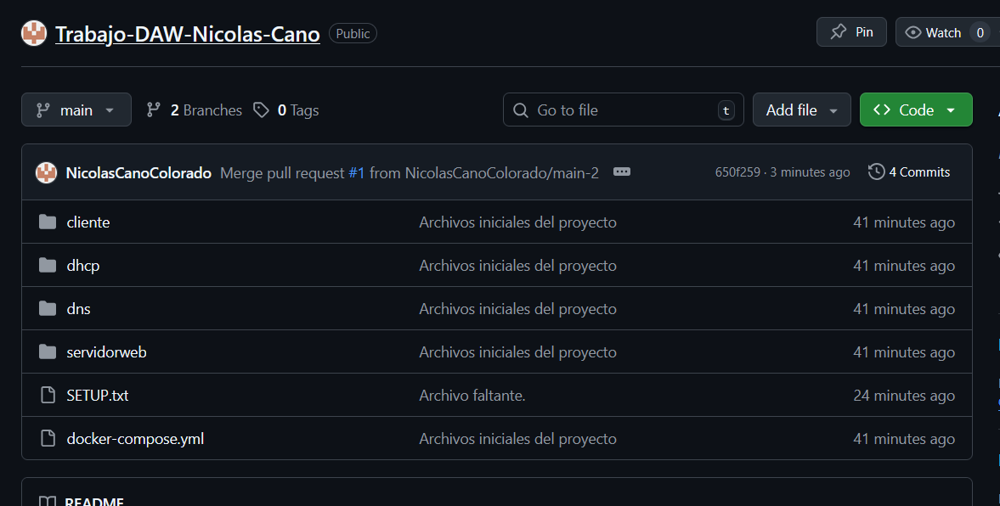 Trabajo-DAW-Nicolas-Cano Public Pin Watch 0
main 2 Branches 0 Tags Go to file t Add file Code
NicolasCanoColorado Merge pull request #1 from NicolasCanoColorado/main-2 650f259 · 3 minutes ago 4 Commits
cliente Archivos iniciales del proyecto 41 minutes ago
dhcp Archivos iniciales del proyecto 41 minutes ago
dns Archivos iniciales del proyecto 41 minutes ago
servidorweb Archivos iniciales del proyecto 41 minutes ago
SETUP.txt Archivo faltante. 24 minutes ago
docker-compose.yml Archivos iniciales del proyecto 41 minutes ago
README